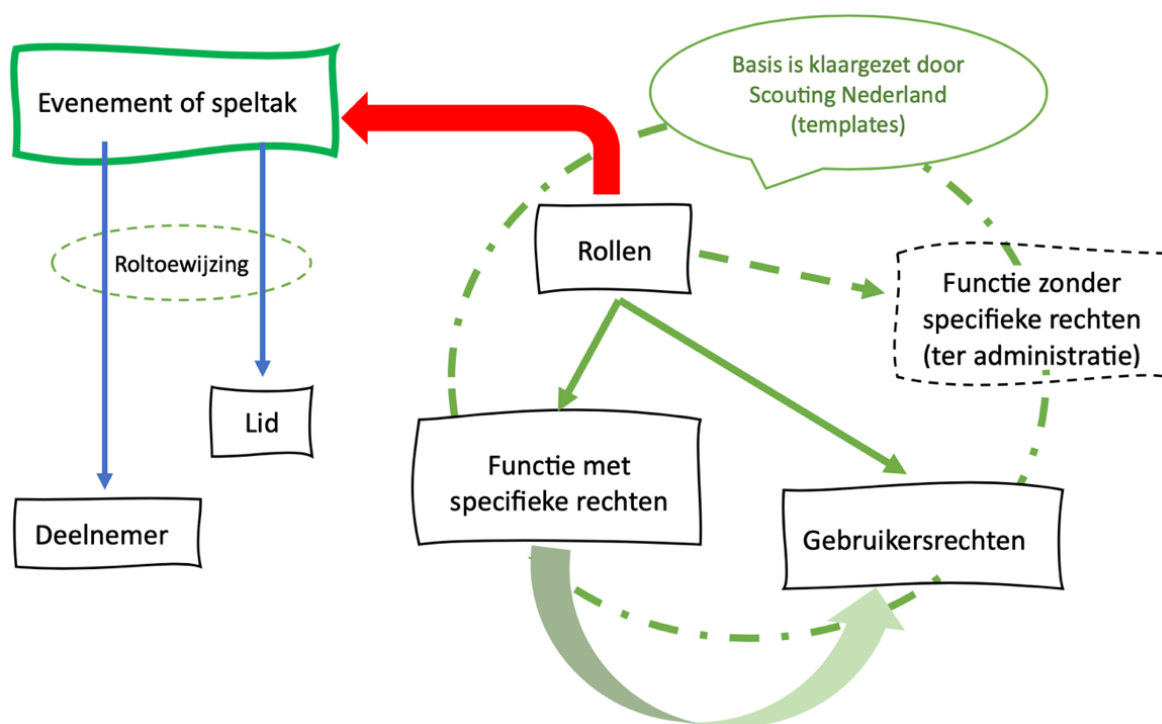 Evenement of speltak
Basis is klaargezet door
Scouting Nederland
(templates)
Roltoewijzing
Rollen
Functie zonder
specifieke rechten
(ter administratie)
Lid
Functie met
specifieke rechten
Deelnemer
Gebruikersrechten